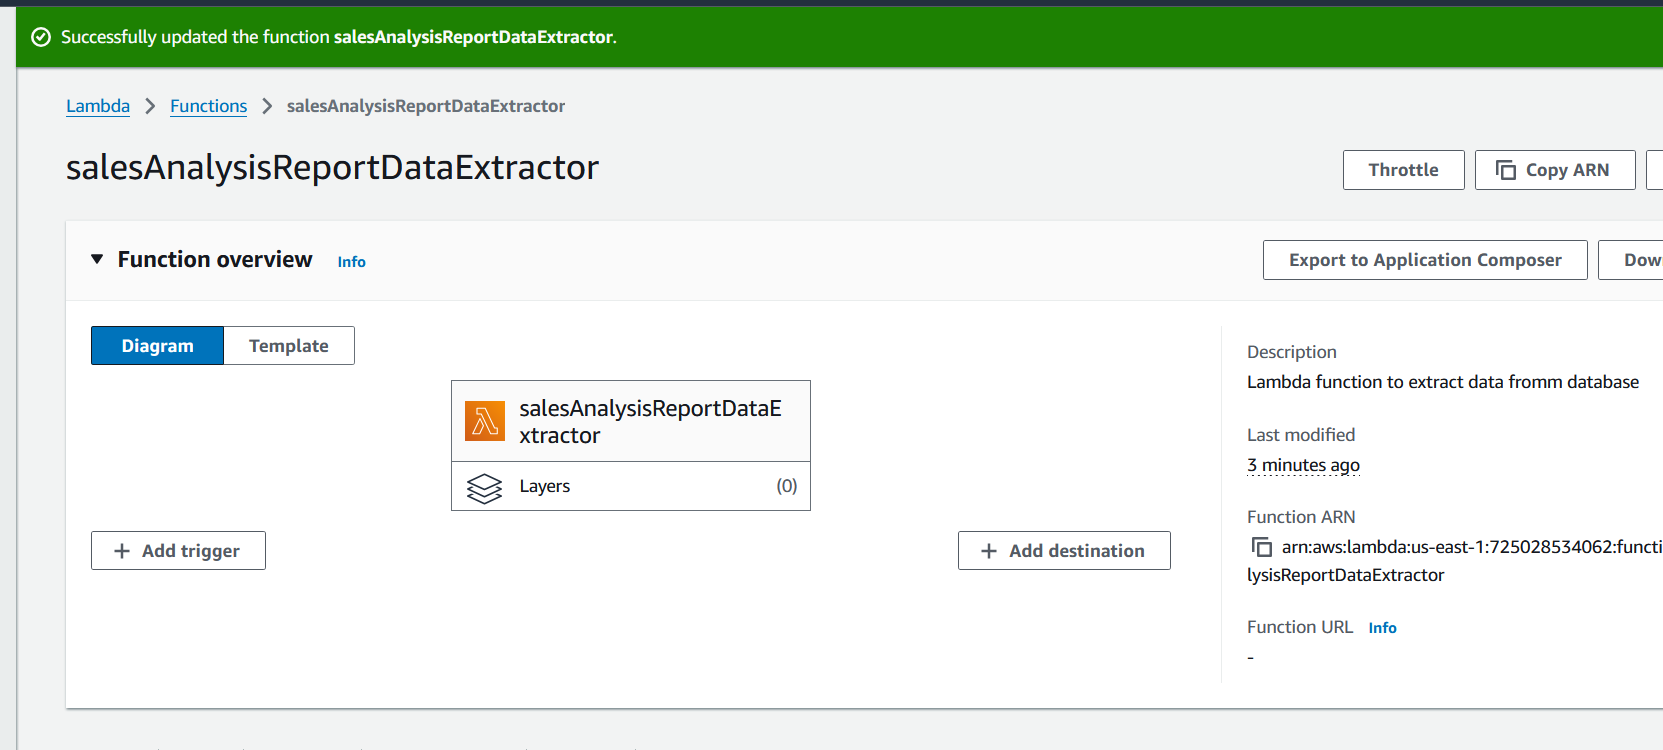 Successfully updated the function salesAnalysisReportDataExtractor.
Lambda > Functions > salesAnalysisReportDataExtractor
salesAnalysisReportDataExtractor
Throttle
Copy ARN
Function overview Info
Export to Application Composer
Diagram
Template
salesAnalysisReportDataE
xtractor
Layers (0)
Add trigger
Add destination
Description
Lambda function to extract data fromm database
Last modified
3 minutes ago
Function ARN
arn:aws:lambda:us-east-1:725028534062:functi
lysisReportDataExtractor
Function URL Info
-